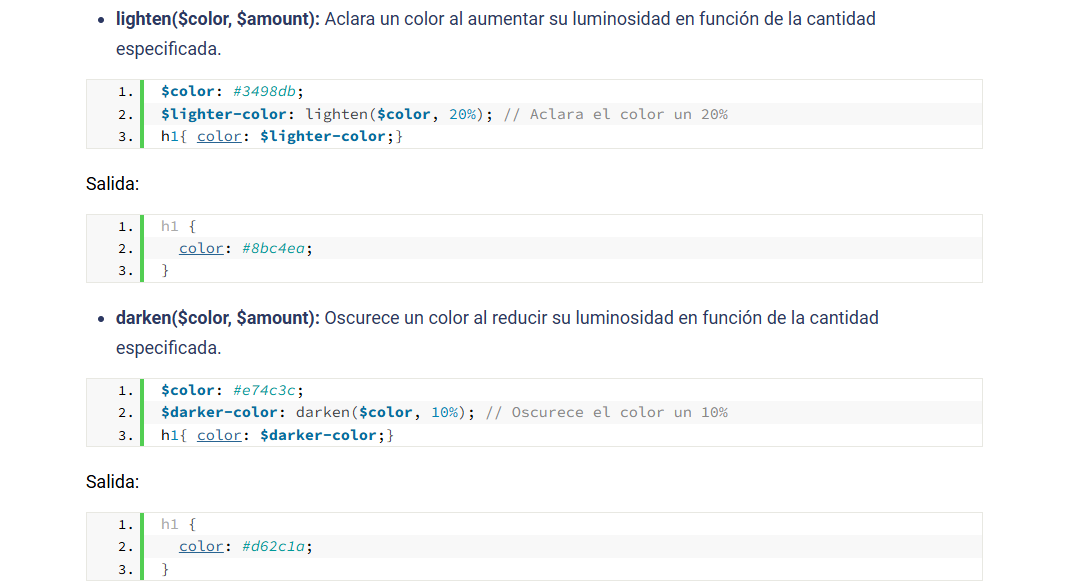 • lighten($color, $amount): Aclara un color al aumentar su luminosidad en función de la cantidad
especificada.
1. $color: #3498db;
2. $lighter-color: lighten($color, 20%); // Aclara el color un 20%
3. h1{ color: $lighter-color;}
Salida:
1. h1 {
2.   color: #8bc4ea;
3. }
• darken($color, $amount): Oscurece un color al reducir su luminosidad en función de la cantidad
especificada.
1. $color: #e74c3c;
2. $darker-color: darken($color, 10%); // Oscurece el color un 10%
3. h1{ color: $darker-color;}
Salida:
1. h1 {
2.   color: #d62c1a;
3. }